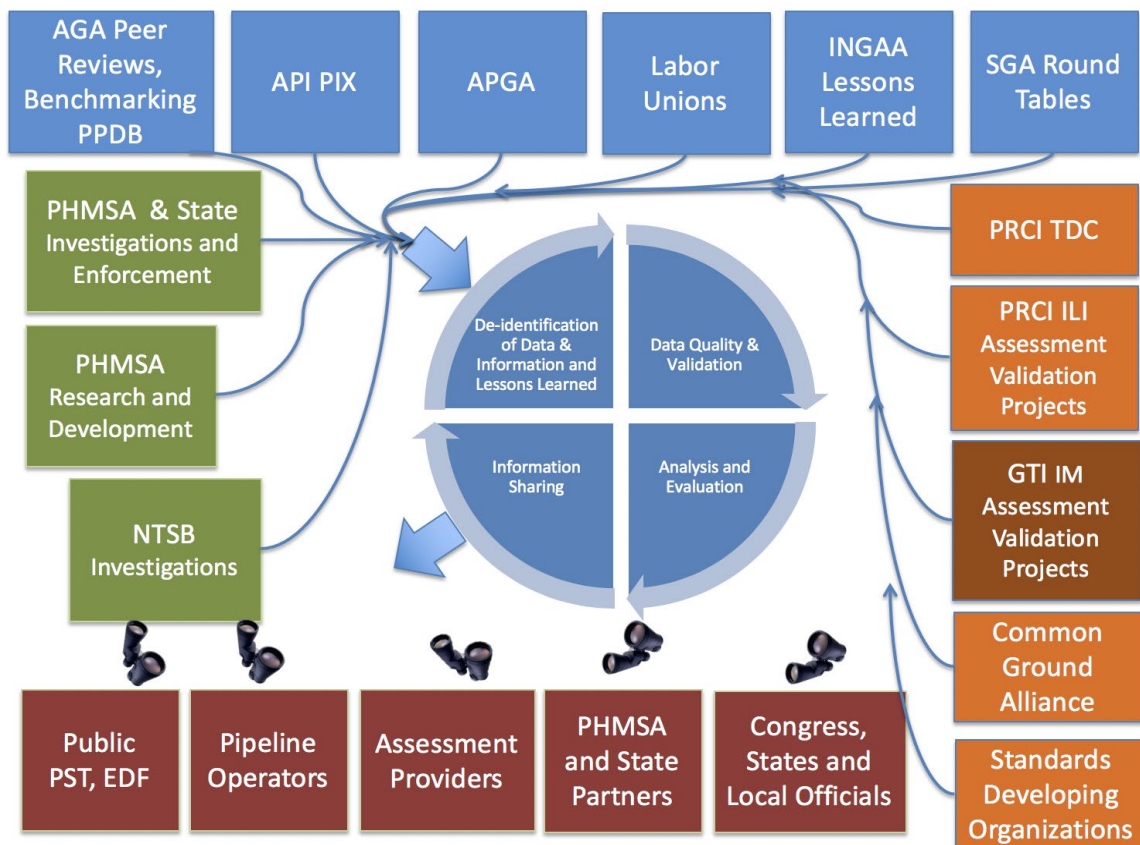 AGA Peer
Reviews,
Benchmarking
PPDB
API PIX
APGA
Labor
Unions
INGAA
Lessons
Learned
SGA Round
Tables
PHMSA & State
Investigations and
Enforcement
PHMSA
Research and
Development
NTSB
Investigations
De-identification
of Data &
Information and
Lessons Learned
Data Quality &
Validation
Information
Sharing
Analysis and
Evaluation
PRCI TDC
PRCI ILI
Assessment
Validation
Projects
GTI IM
Assessment
Validation
Projects
Common
Ground
Alliance
Standards
Developing
Organizations
Public
PST, EDF
Pipeline
Operators
Assessment
Providers
PHMSA
and State
Partners
Congress,
States and
Local Officials